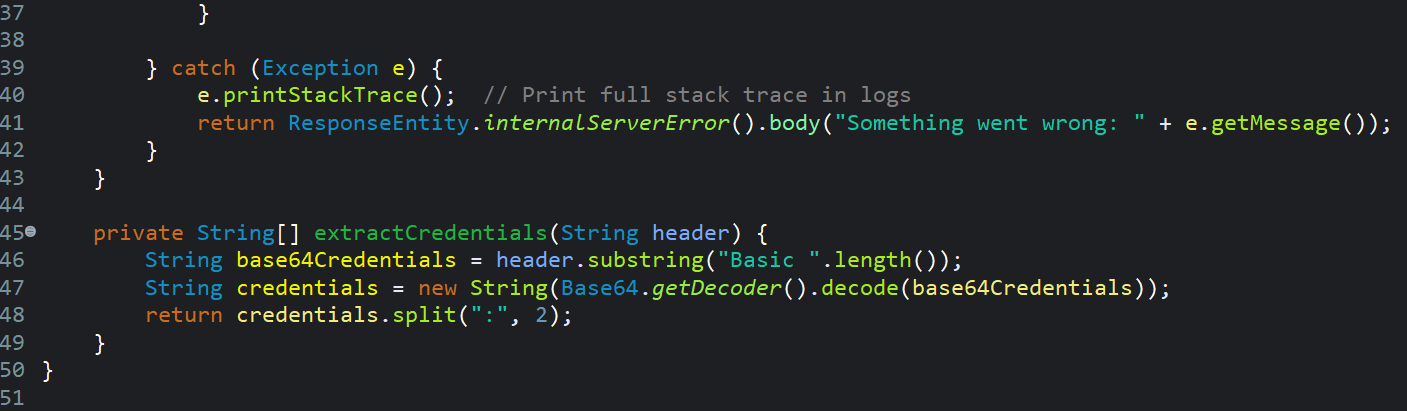 37             }
38
39         } catch (Exception e) {
40             e.printStackTrace();  // Print full stack trace in logs
41             return ResponseEntity.internalServerError().body("Something went wrong: " + e.getMessage());
42         }
43     }
44
45     private String[] extractCredentials(String header) {
46         String base64Credentials = header.substring("Basic ".length());
47         String credentials = new String(Base64.getDecoder().decode(base64Credentials));
48         return credentials.split(":", 2);
49     }
50 }
51